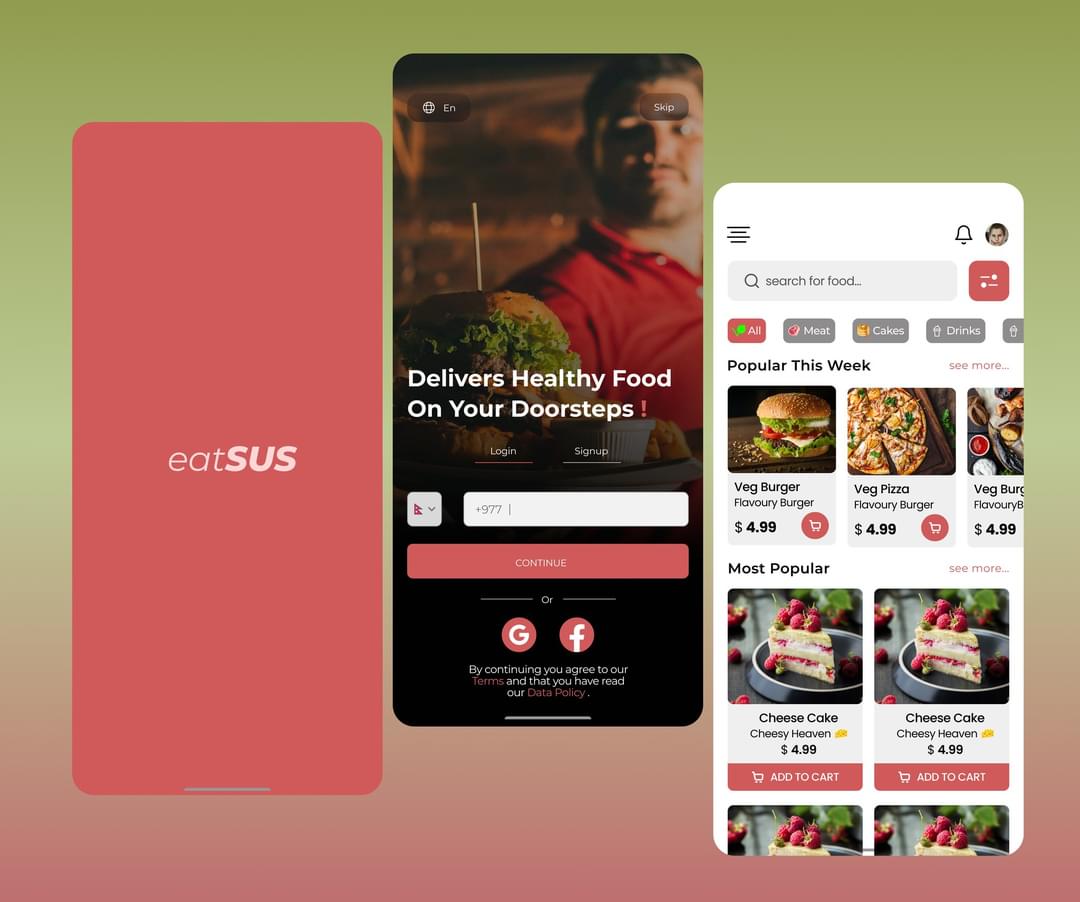 eatSUS
En
Skip
Delivers Healthy Food
On Your Doorsteps !
Login
Signup
+977 |
CONTINUE
Or
G
f
By continuing you agree to our
Terms and that you have read
our Data Policy .
search for food...
All
Meat
Cakes
Drinks
Popular This Week
see more...
Veg Burger
Flavoury Burger
$ 4.99
Veg Pizza
Flavoury Burger
$ 4.99
Veg Burg
FlavouryB
$ 4.99
Most Popular
see more...
Cheese Cake
Cheesy Heaven 🧀
$ 4.99
ADD TO CART
Cheese Cake
Cheesy Heaven 🧀
$ 4.99
ADD TO CART